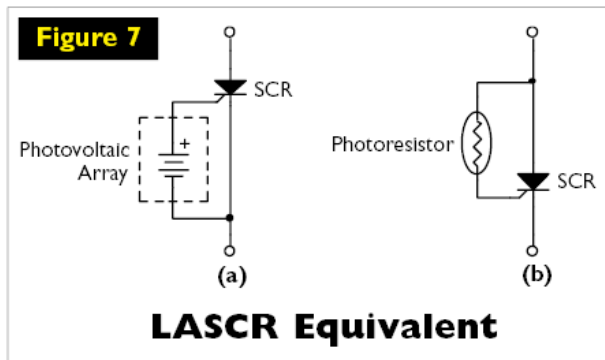 Figure 7
SCR
+
Photovoltaic
Array
(a)
Photoresistor
SCR
(b)
LASCR Equivalent